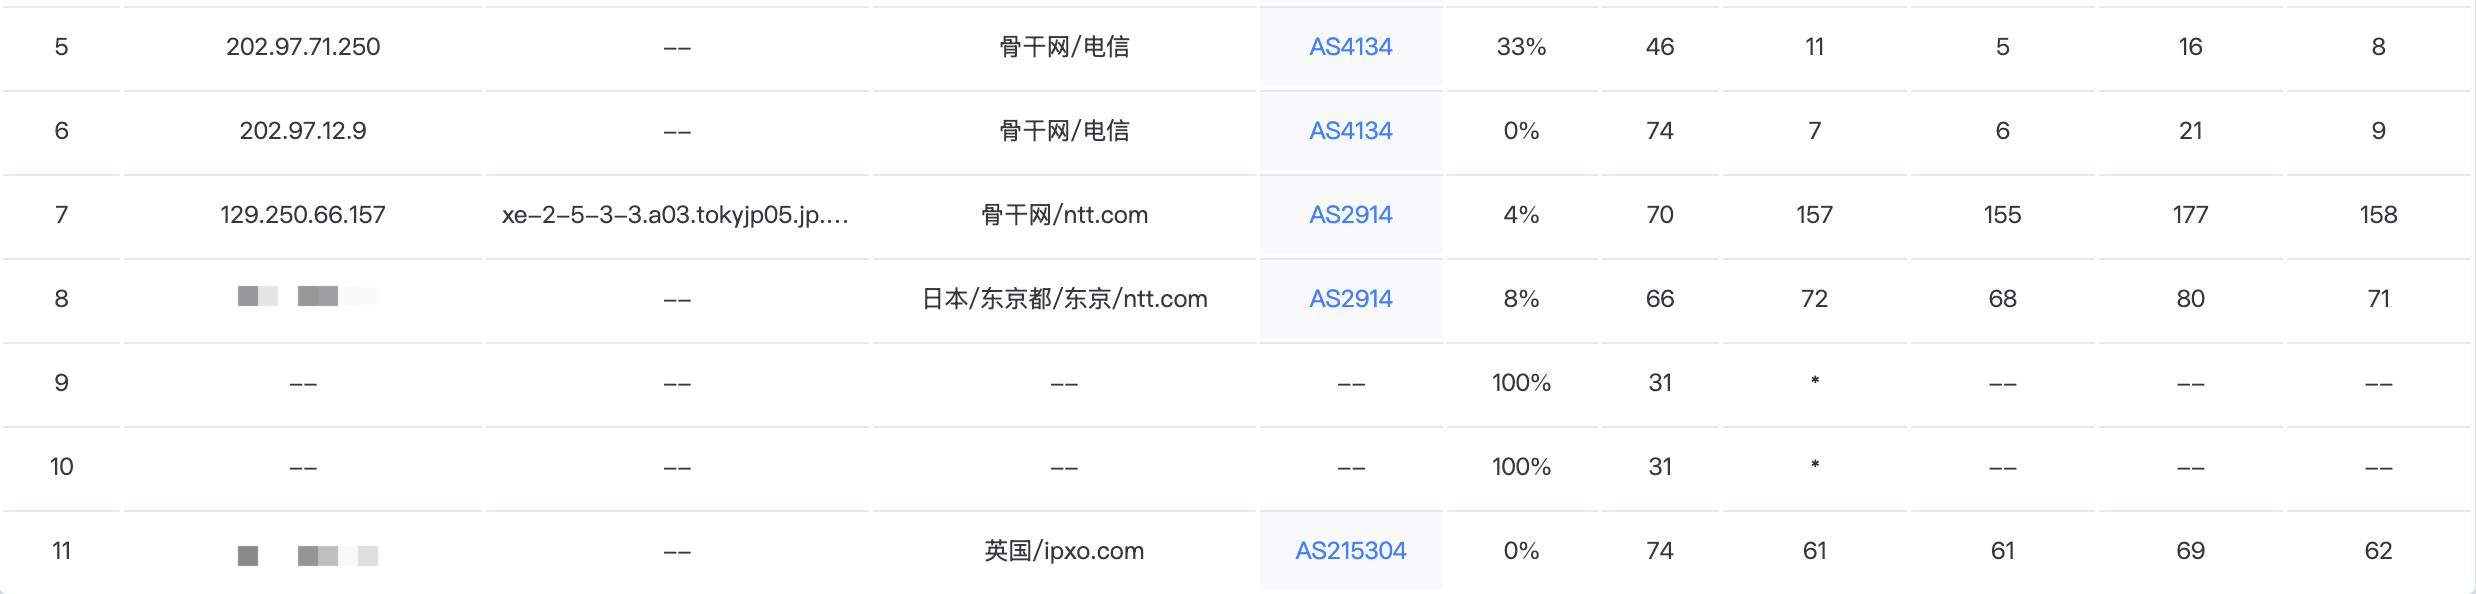 5 202.97.71.250 –– 骨干网/电信 AS4134 33% 46 11 5 16 8
6 202.97.12.9 –– 骨干网/电信 AS4134 0% 74 7 6 21 9
7 129.250.66.157 xe-2-5-3-3.a03.tokyjp05.jp.... 骨干网/ntt.com AS2914 4% 70 157 155 177 158
8 –– 日本/东京都/东京/ntt.com AS2914 8% 66 72 68 80 71
9 –– –– –– –– 100% 31 * –– –– ––
10 –– –– –– –– 100% 31 * –– –– ––
11 –– 英国/ipxo.com AS215304 0% 74 61 61 69 62